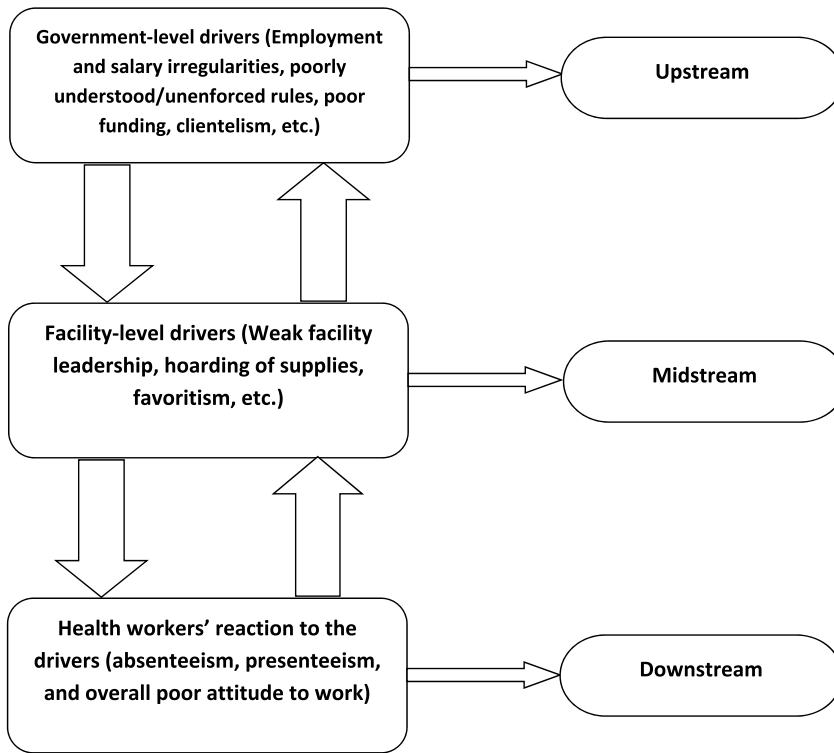 Government-level drivers (Employment
and salary irregularities, poorly
understood/unenforced rules, poor
funding, clientelism, etc.)
Upstream
Facility-level drivers (Weak facility
leadership, hoarding of supplies,
favoritism, etc.)
Midstream
Health workers’ reaction to the
drivers (absenteeism, presenteeism,
and overall poor attitude to work)
Downstream